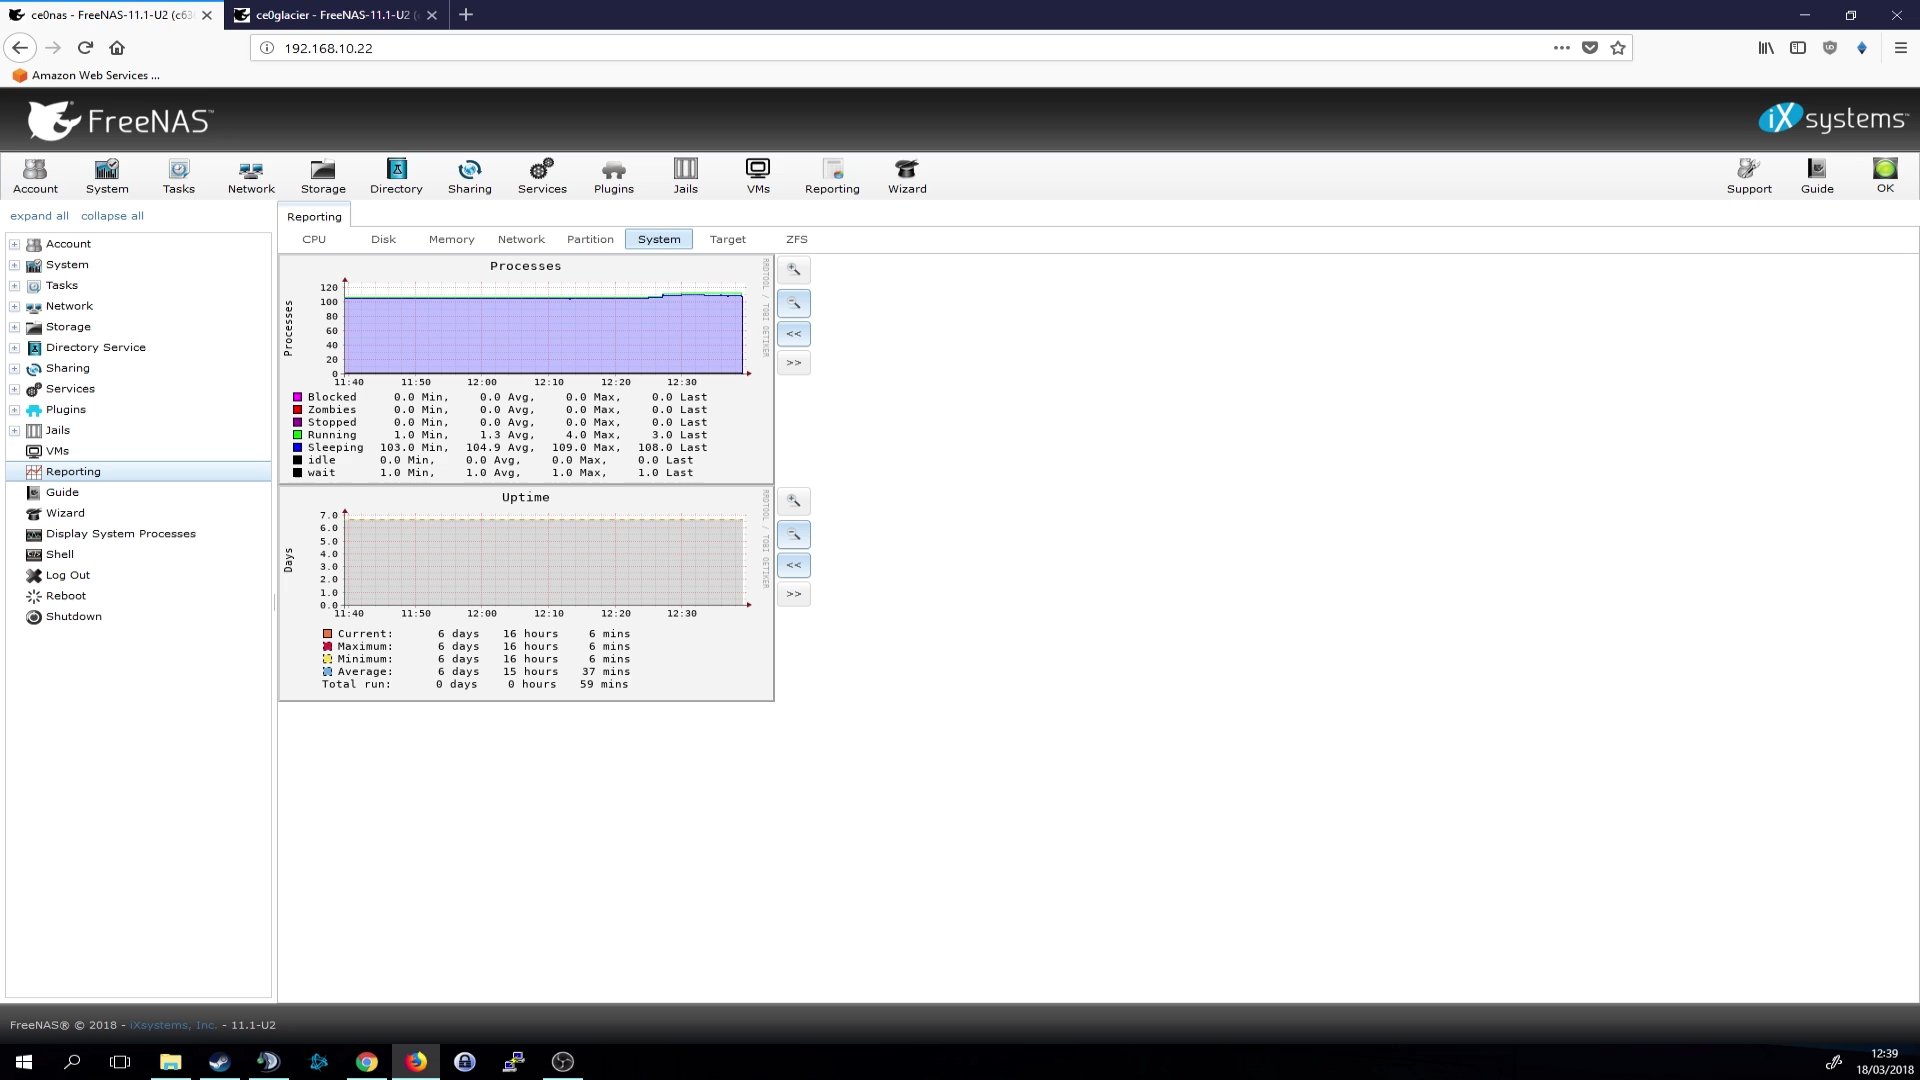 ce0nas - FreeNAS-11.1-U2 (c63
ce0glacier - FreeNAS-11.1-U2 (
192.168.10.22
Amazon Web Services ...
FreeNAS™
iX systems™
Account System Tasks Network Storage Directory Sharing Services Plugins Jails VMs Reporting Wizard Support Guide OK
expand all collapse all
Account
System
Tasks
Network
Storage
Directory Service
Sharing
Services
Plugins
Jails
VMs
Reporting
Guide
Wizard
Display System Processes
Shell
Log Out
Reboot
Shutdown
Reporting
CPU Disk Memory Network Partition System Target ZFS
Processes
RRDTOOL / TOBI OETIKER
Processes
120
100
80
60
40
20
0
11:40 11:50 12:00 12:10 12:20 12:30
Blocked 0.0 Min, 0.0 Avg, 0.0 Max, 0.0 Last
Zombies 0.0 Min, 0.0 Avg, 0.0 Max, 0.0 Last
Stopped 0.0 Min, 0.0 Avg, 0.0 Max, 0.0 Last
Running 1.0 Min, 1.3 Avg, 4.0 Max, 3.0 Last
Sleeping 103.0 Min, 104.9 Avg, 109.0 Max, 108.0 Last
idle 0.0 Min, 0.0 Avg, 0.0 Max, 0.0 Last
wait 1.0 Min, 1.0 Avg, 1.0 Max, 1.0 Last
<<
>>
Uptime
RRDTOOL / TOBI OETIKER
Days
7.0
6.0
5.0
4.0
3.0
2.0
1.0
0.0
11:40 11:50 12:00 12:10 12:20 12:30
Current: 6 days 16 hours 6 mins
Maximum: 6 days 16 hours 6 mins
Minimum: 6 days 16 hours 6 mins
Average: 6 days 15 hours 37 mins
Total run: 0 days 0 hours 59 mins
<<
>>
FreeNAS® © 2018 - iXsystems, Inc. - 11.1-U2
12:39
18/03/2018